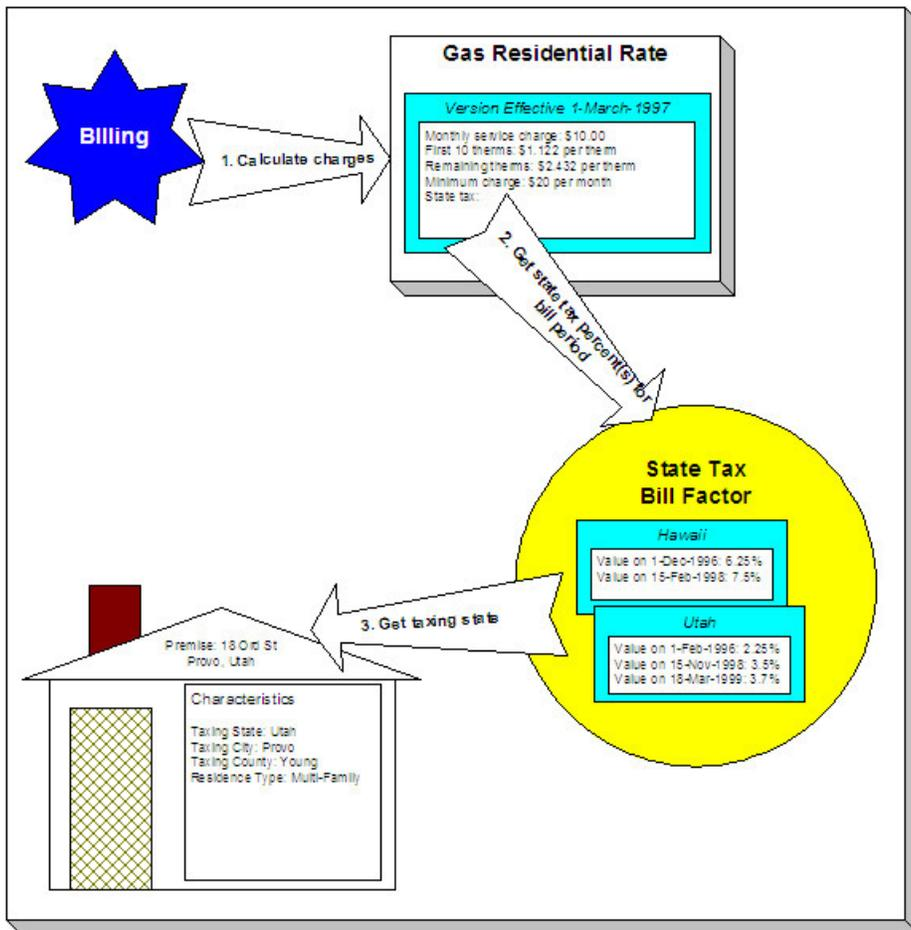 Billing
1. Calculate charges
Gas Residential Rate
Version Effective 1-March-1997
Monthly service charge: $10.00
First 10 therms: $1.122 per therm
Remaining therms: $2.432 per therm
Minimum charge: $20 per month
State tax:
2. Get state tax percent(s) for
bill period
State Tax
Bill Factor
Hawaii
Value on 1-Dec-1996: 6.25%
Value on 15-Feb-1998: 7.5%
Utah
Value on 1-Feb-1996: 2.25%
Value on 15-Nov-1998: 3.5%
Value on 18-Mar-1999: 3.7%
3. Get taxing state
Premise: 18 Ord St
Provo, Utah
Characteristics
Taxing State: Utah
Taxing City: Provo
Taxing County: Young
Residence Type: Multi-Family